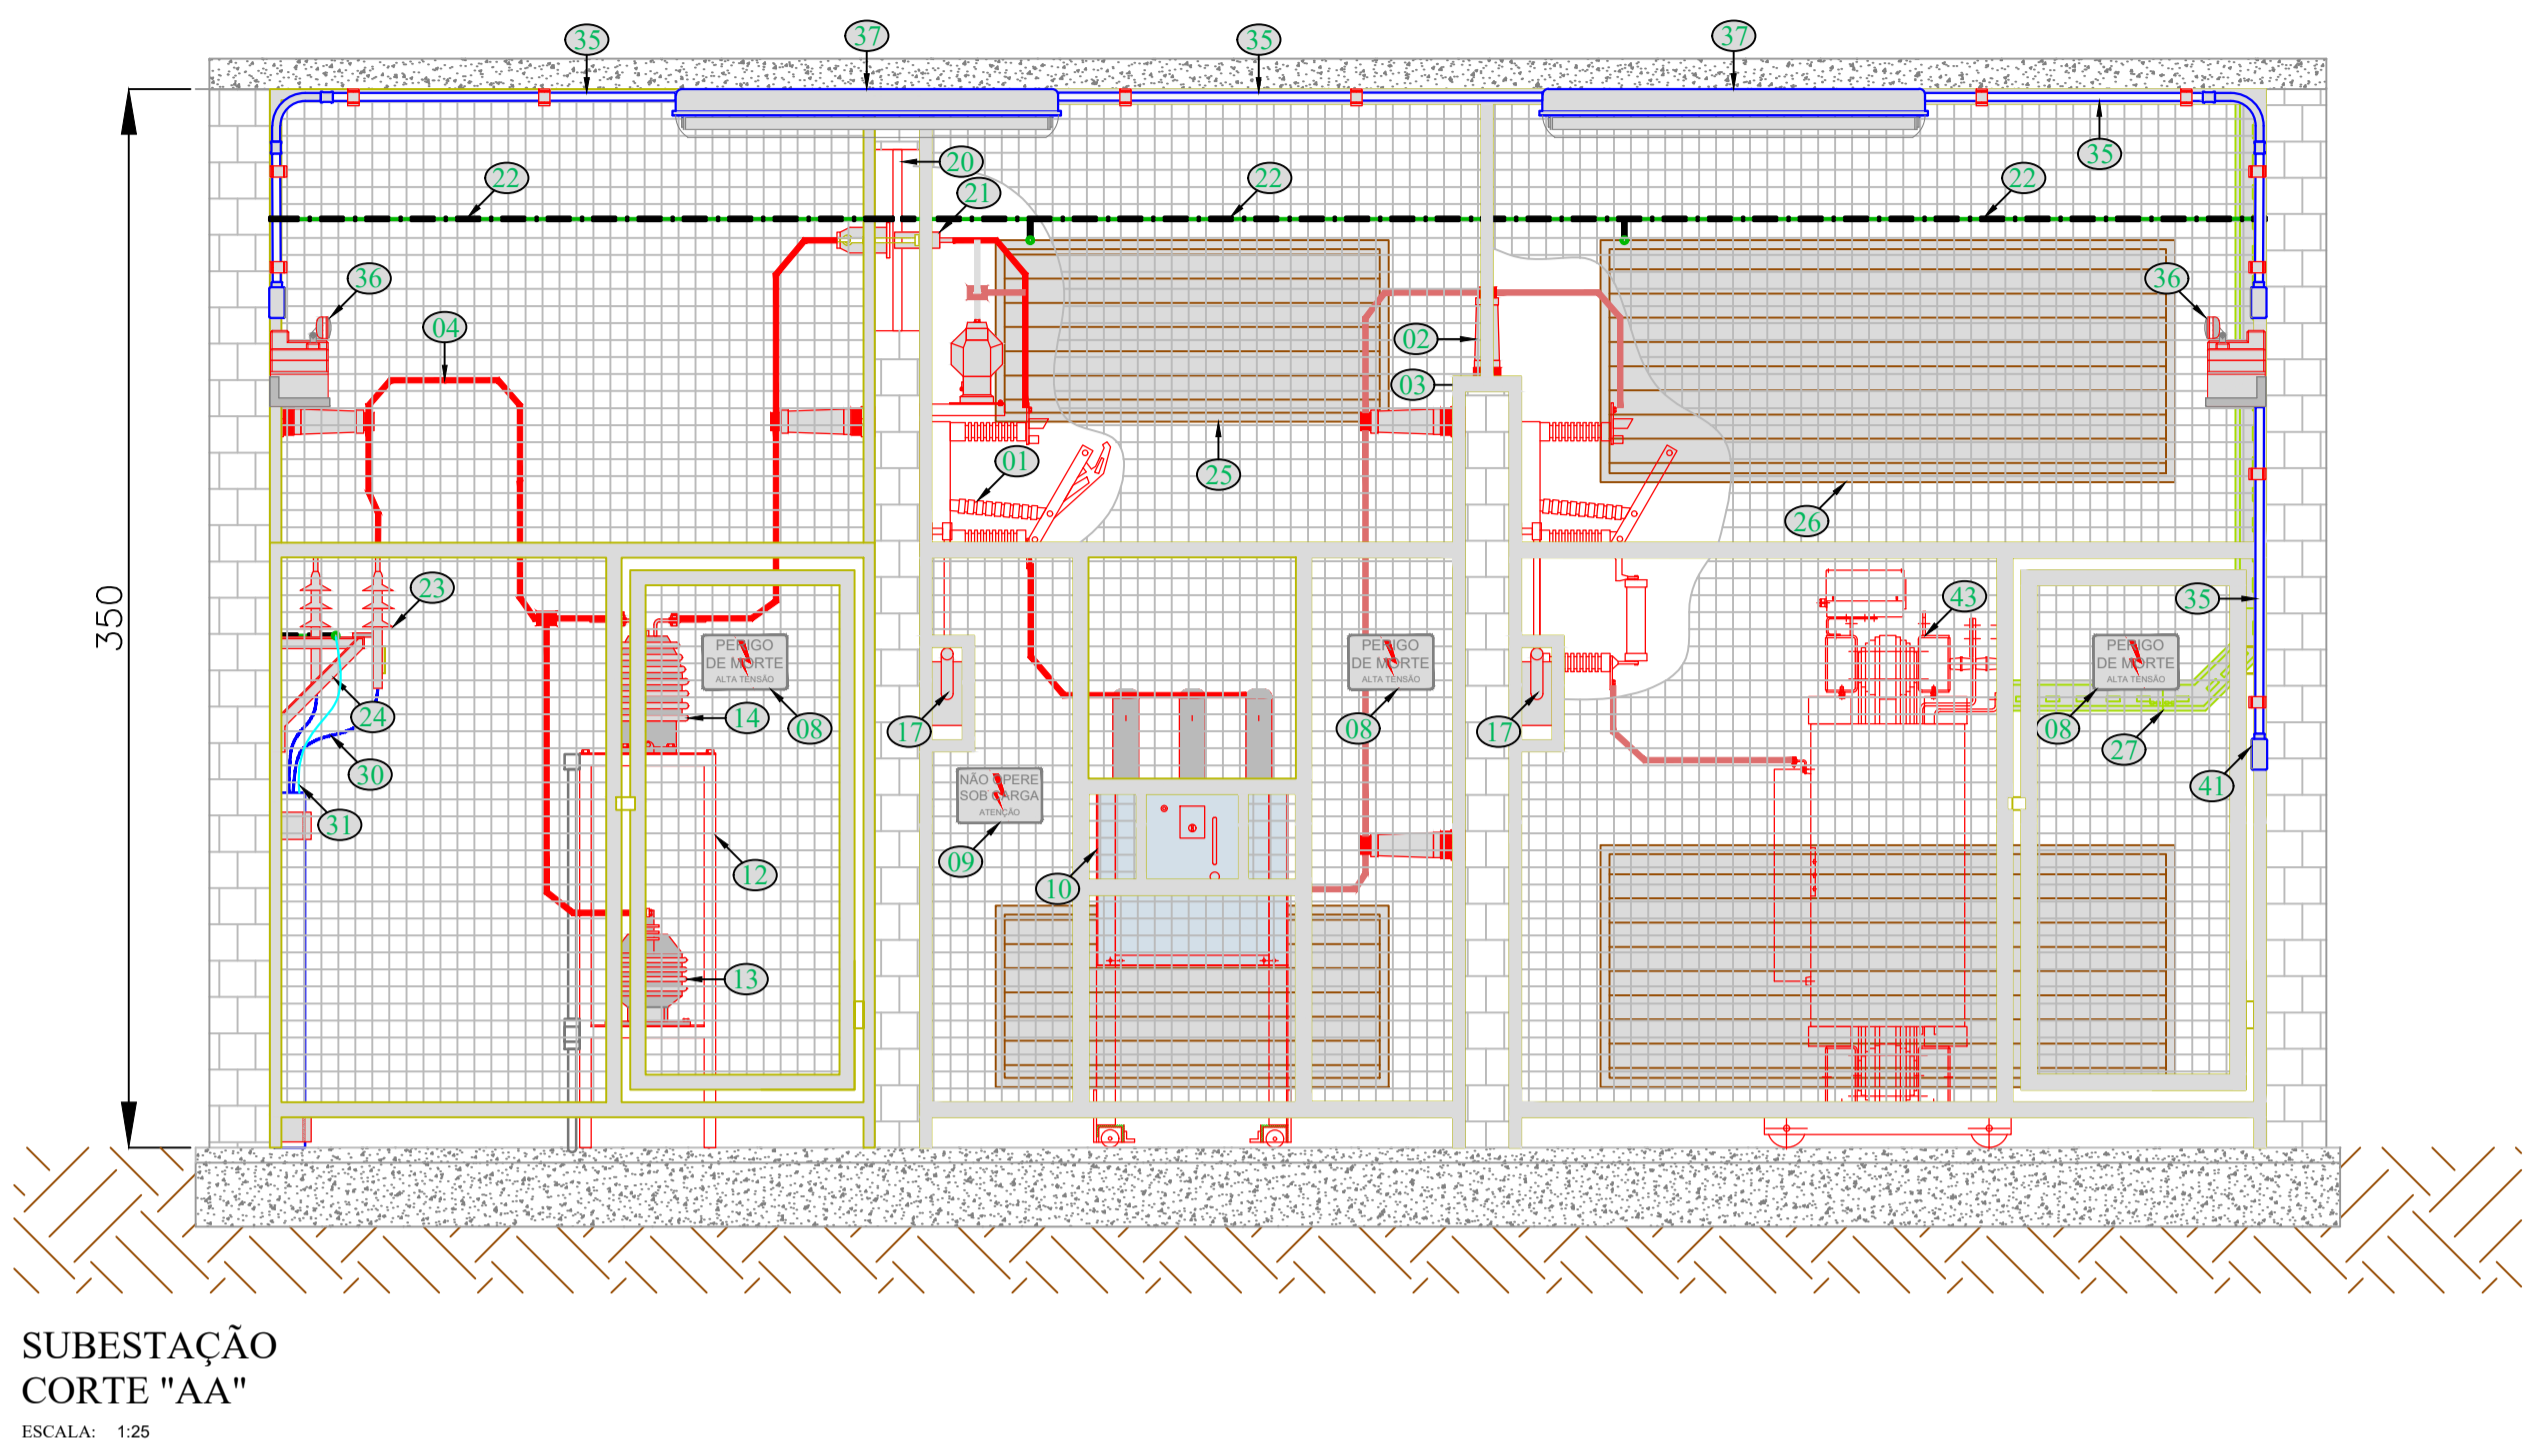 35
37
35
37
35
20
22
21
22
22
36
36
04
02
03
01
25
26
23
43
35
PERIGO
DE MORTE
ALTA TENSÃO
PERIGO
DE MORTE
ALTA TENSÃO
PERIGO
DE MORTE
ALTA TENSÃO
350
24
14
08
17
08
17
08
27
30
41
NÃO OPERE
SOB CARGA
ATENÇÃO
31
09
12
10
13
SUBESTAÇÃO
CORTE "AA"
ESCALA: 1:25